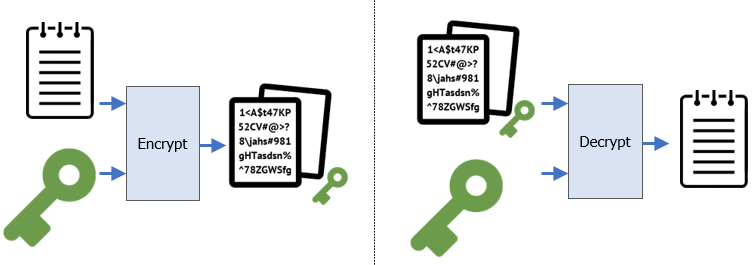 1<A$t47KP
52CV#@>?
8\jahs#981
gHTasdsn%
^78ZGWSfg
Encrypt
1<A$t47KP
52CV#@>?
8\jahs#981
gHTasdsn%
^78ZGWSfg
Decrypt